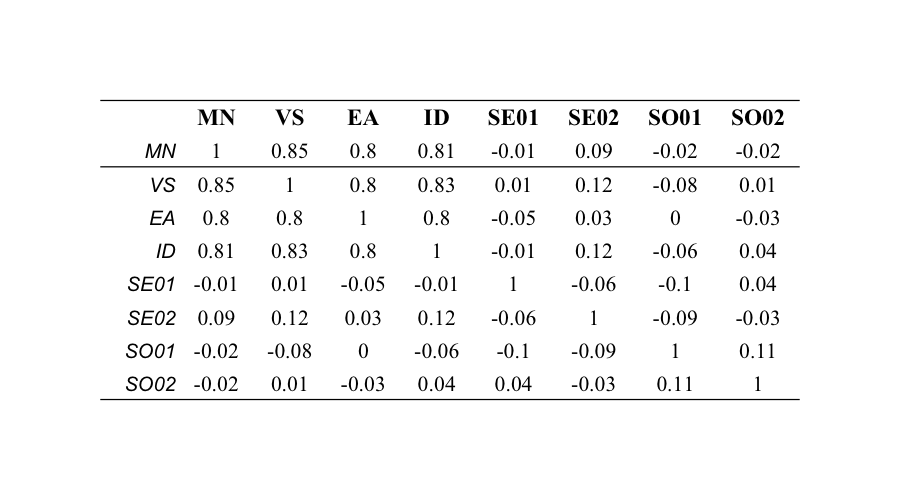 MN VS EA ID SE01 SE02 SO01 SO02
MN 1 0.85 0.8 0.81 -0.01 0.09 -0.02 -0.02
VS 0.85 1 0.8 0.83 0.01 0.12 -0.08 0.01
EA 0.8 0.8 1 0.8 -0.05 0.03 0 -0.03
ID 0.81 0.83 0.8 1 -0.01 0.12 -0.06 0.04
SE01 -0.01 0.01 -0.05 -0.01 1 -0.06 -0.1 0.04
SE02 0.09 0.12 0.03 0.12 -0.06 1 -0.09 -0.03
SO01 -0.02 -0.08 0 -0.06 -0.1 -0.09 1 0.11
SO02 -0.02 0.01 -0.03 0.04 0.04 -0.03 0.11 1